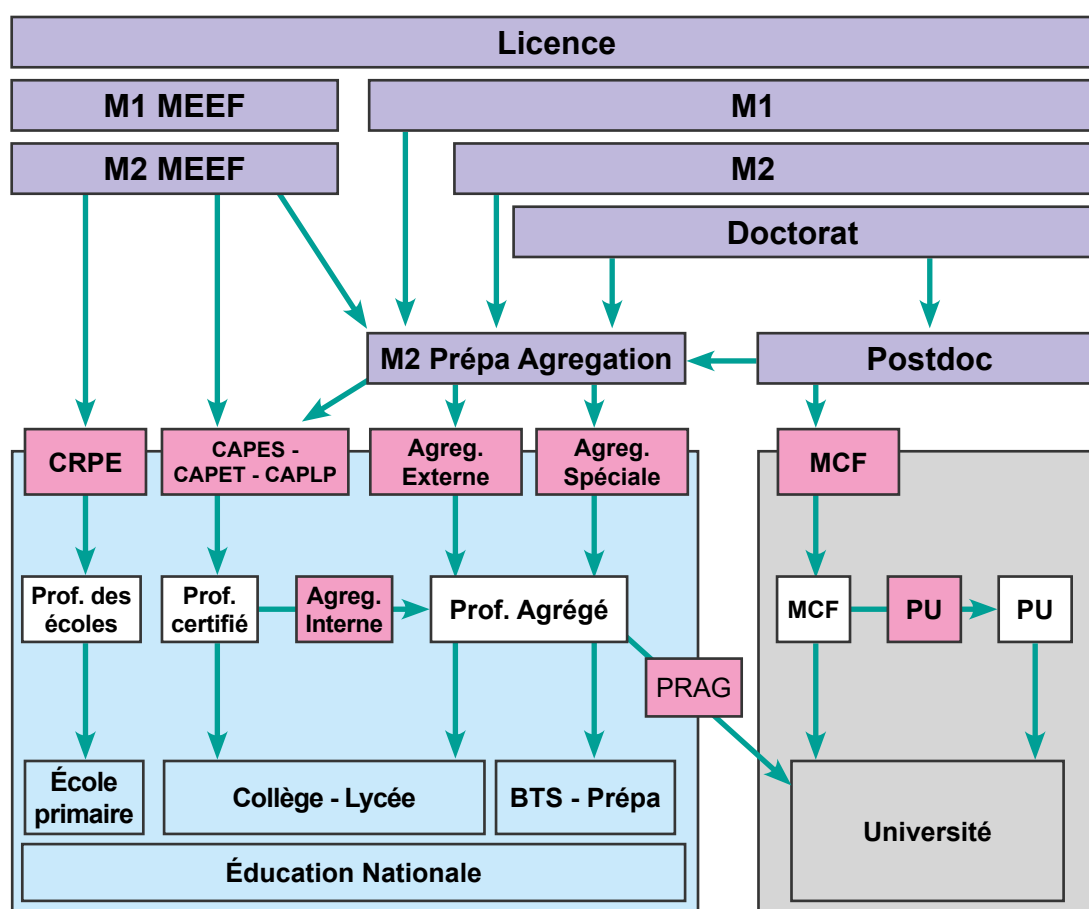 Licence
M1 MEEF
M1
M2 MEEF
M2
Doctorat
M2 Prépa Agregation
Postdoc
CRPE
CAPES -
CAPET - CAPLP
Agreg.
Externe
Agreg.
Spéciale
MCF
Prof. des
écoles
Prof.
certifié
Agreg.
Interne
Prof. Agrégé
MCF
PU
PU
PRAG
École
primaire
Collège - Lycée
BTS - Prépa
Université
Éducation Nationale